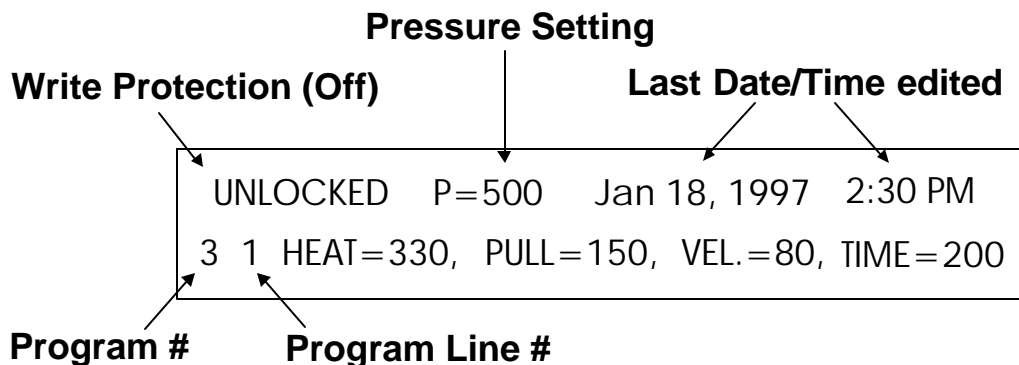 Pressure Setting
Write Protection (Off) Last Date/Time edited
UNLOCKED P=500 Jan 18, 1997 2:30 PM
3 1 HEAT=330, PULL=150, VEL.=80, TIME=200
Program # Program Line #